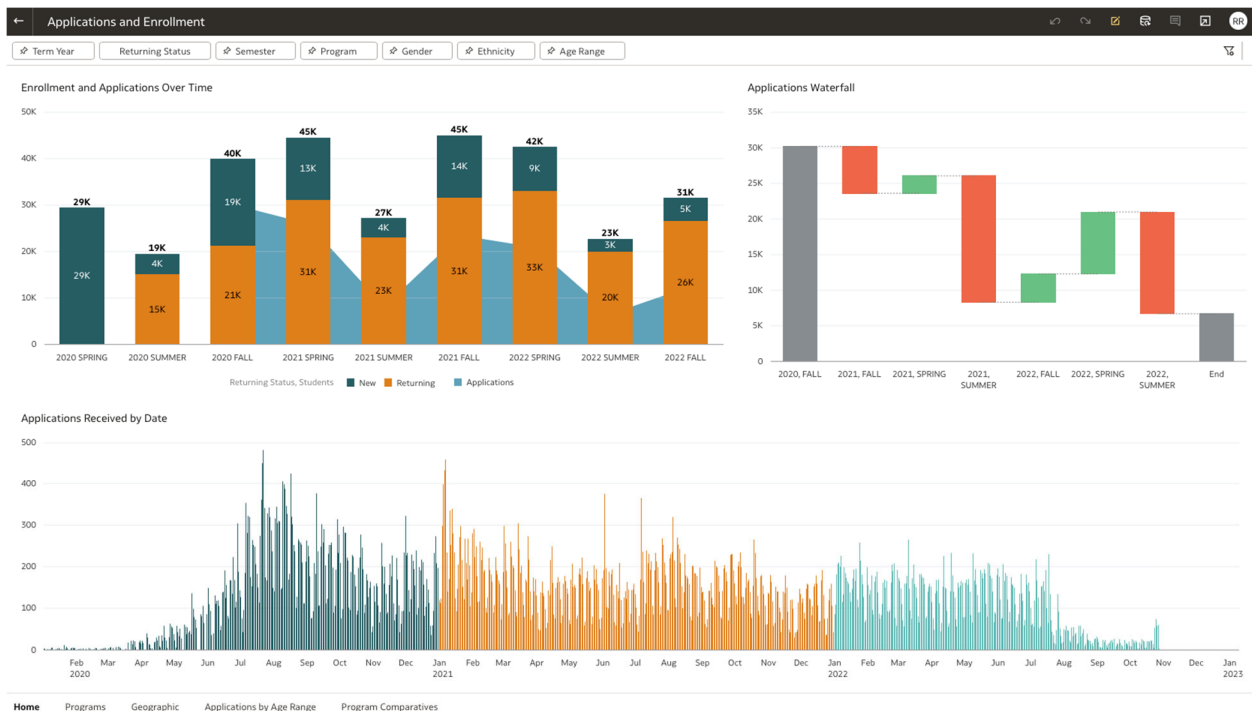 Applications and Enrollment
RR
Term Year
Returning Status
Semester
Program
Gender
Ethnicity
Age Range
Enrollment and Applications Over Time
50K
40K
30K
20K
10K
0
29K
29K
19K
4K
15K
40K
19K
21K
45K
13K
31K
27K
4K
23K
45K
14K
31K
42K
9K
33K
23K
3K
20K
31K
5K
26K
2020 SPRING
2020 SUMMER
2020 FALL
2021 SPRING
2021 SUMMER
2021 FALL
2022 SPRING
2022 SUMMER
2022 FALL
Returning Status, Students
New
Returning
Applications
Applications Waterfall
35K
30K
25K
20K
15K
10K
5K
0
2020, FALL
2021, FALL
2021, SPRING
2021,
SUMMER
2022, FALL
2022, SPRING
2022,
SUMMER
End
Applications Received by Date
500
400
300
200
100
0
Feb
2020
Mar
Apr
May
Jun
Jul
Aug
Sep
Oct
Nov
Dec
Jan
2021
Feb
Mar
Apr
May
Jun
Jul
Aug
Sep
Oct
Nov
Dec
Jan
2022
Feb
Mar
Apr
May
Jun
Jul
Aug
Sep
Oct
Nov
Dec
Jan
2023
Home
Programs
Geographic
Applications by Age Range
Program Comparatives